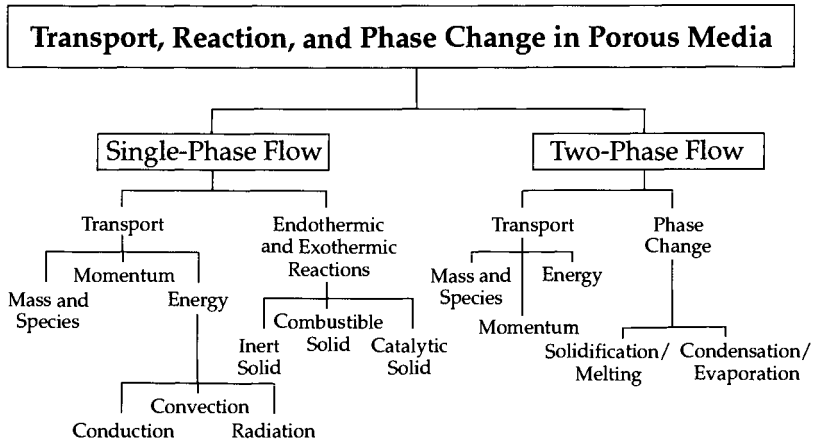 Transport, Reaction, and Phase Change in Porous Media
Single-Phase Flow
Two-Phase Flow
Transport
Endothermic
and Exothermic
Reactions
Transport
Phase
Change
Mass and
Species
Momentum
Energy
Inert
Solid
Combustible
Solid
Catalytic
Solid
Mass and
Species
Momentum
Energy
Solidification/
Melting
Condensation/
Evaporation
Conduction
Convection
Radiation